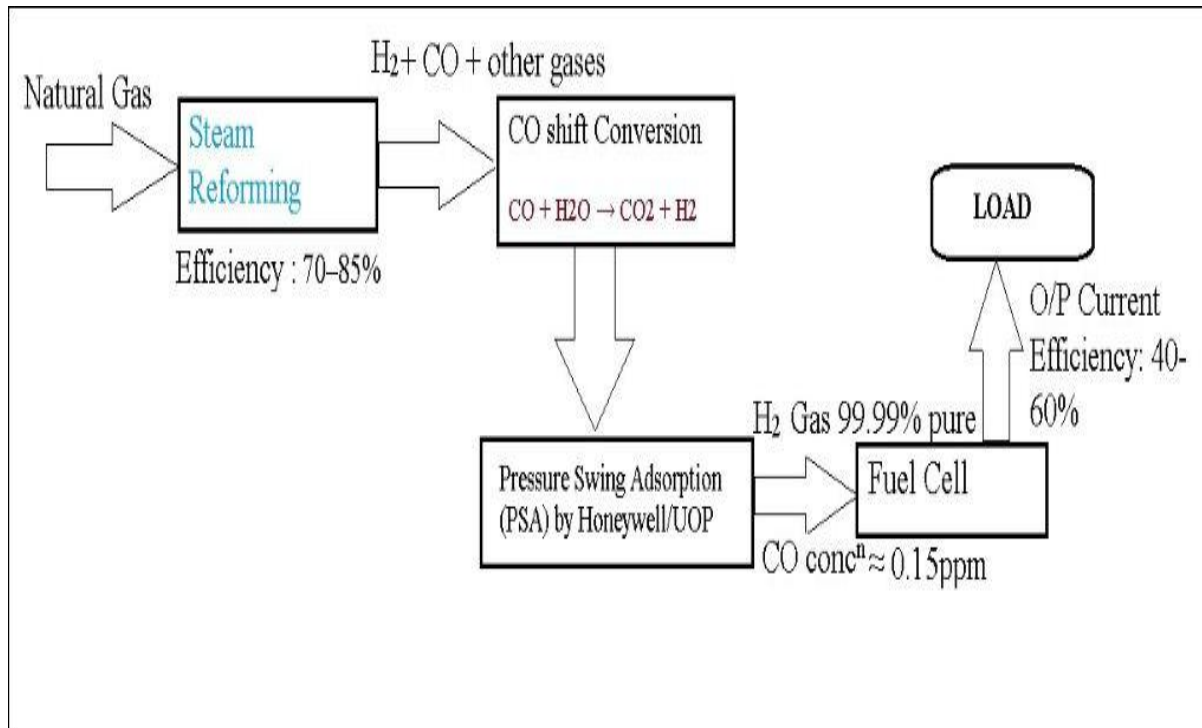 Natural Gas
Steam
Reforming
Efficiency : 70–85%
H₂+ CO + other gases
CO shift Conversion
CO + H2O → CO2 + H2
Pressure Swing Adsorption
(PSA) by Honeywell/UOP
H₂ Gas 99.99% pure
CO concⁿ ≈ 0.15ppm
Fuel Cell
O/P Current
Efficiency: 40-
60%
LOAD